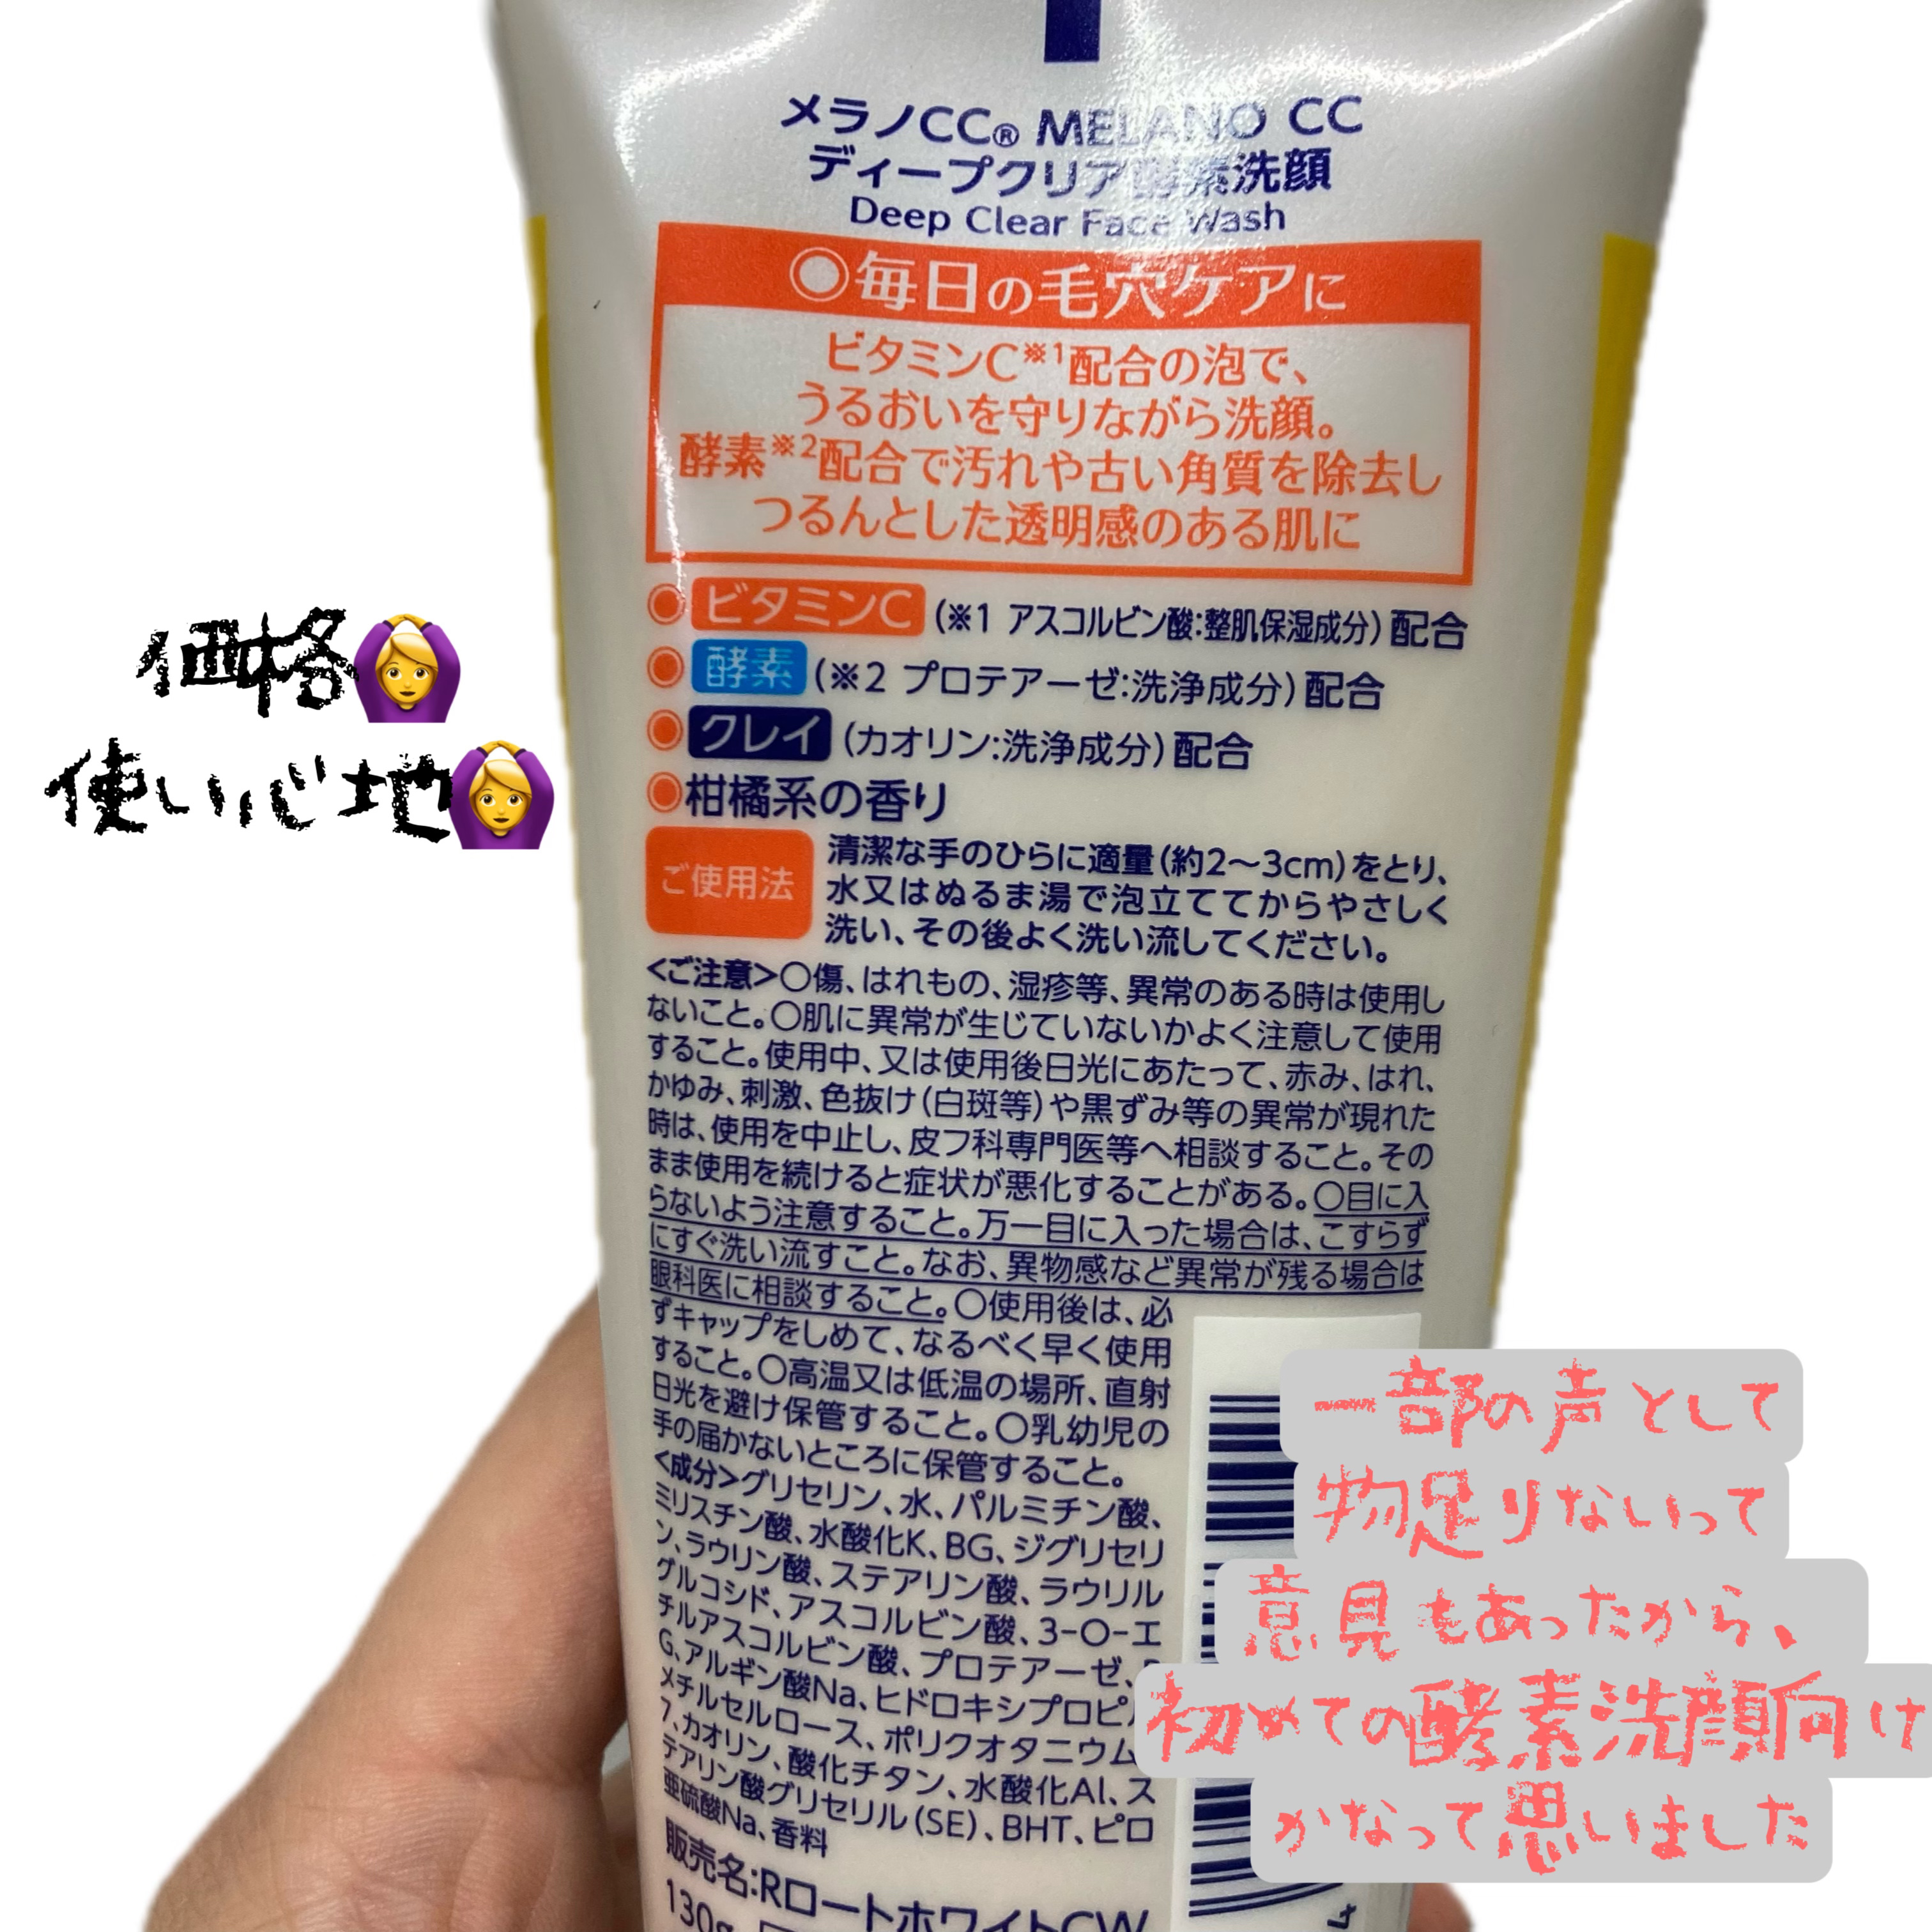 メラノCC® MELANO CC
ディープクリア酵素洗顔
Deep Clear Face Wash
◉毎日の毛穴ケアに
ビタミンC※1配合の泡で、
うるおいを守りながら洗顔。
酵素※2配合で汚れや古い角質を除去し
つるんとした透明感のある肌に
◉ビタミンC(※1 アスコルビン酸:整肌保湿成分)配合
◉酵素(※2 プロテアーゼ:洗浄成分)配合
◉クレイ(カオリン:洗浄成分)配合
◉柑橘系の香り
ご使用法
清潔な手のひらに適量(約2〜3cm)をとり、
水又はぬるま湯で泡立ててからやさしく
洗い、その後よく洗い流してください。
<ご注意>○傷、はれもの、湿疹等、異常のある時は使用し
ないこと。○肌に異常が生じていないかよく注意して使用
すること。使用中、又は使用後日光にあたって、赤み、はれ、
かゆみ、刺激、色抜け(白斑等)や黒ずみ等の異常が現れた
時は、使用を中止し、皮フ科専門医等へ相談すること。その
まま使用を続けると症状が悪化することがある。○目に入
らないよう注意すること。万一目に入った場合は、こすらず
にすぐ洗い流すこと。なお、異物感など異常が残る場合は
眼科医に相談すること。○使用後は、必
ずキャップをしめて、なるべく早く使用
すること。○高温又は低温の場所、直射
日光を避け保管すること。○乳幼児の
手の届かないところに保管すること。
<成分>グリセリン、水、パルミチン酸、
ミリスチン酸、水酸化K、BG、ジグリセリ
ン、ラウリン酸、ステアリン酸、ラウリル
グルコシド、アスコルビン酸、3-O-エ
チルアスコルビン酸、プロテアーゼ、
G、アルギン酸Na、ヒドロキシプロピ
メチルセルロース、ポリクオタニウム
7、カオリン、酸化チタン、水酸化Al、ス
テアリン酸グリセリル(SE)、BHT、ピロ
亜硫酸Na、香料
販売名:RロートホワイトCW
130g
価格🙆‍♀️
使い心地🙆‍♀️
一部の声として
物足りないって
意見もあったから、
初めての酵素洗顔向け
かなって思いました
4